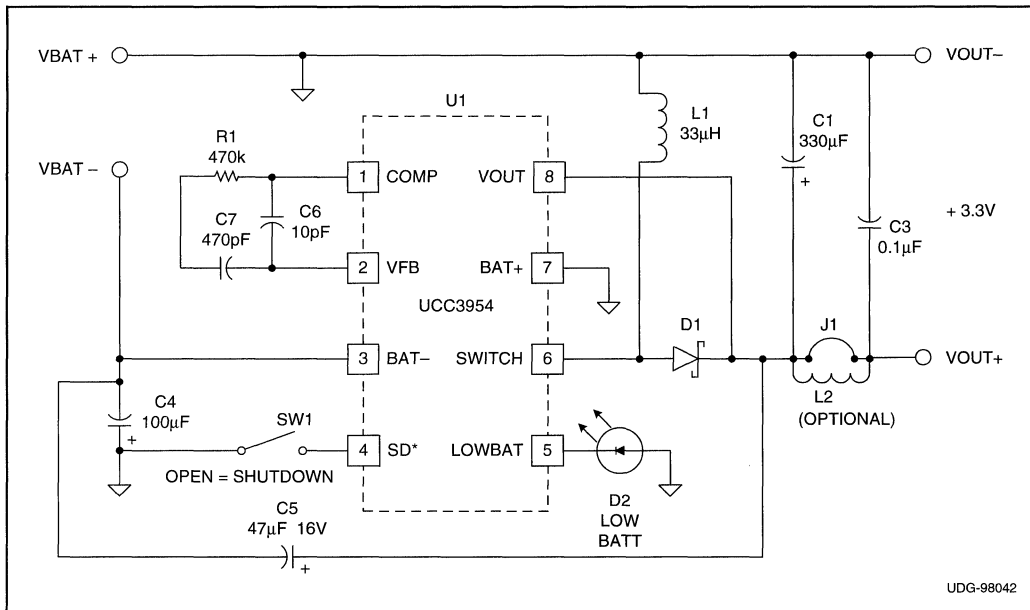 VBAT +
VOUT−
U1
L1
33µH
C1
330µF
+
R1
470k
VBAT −
1
COMP
VOUT
8
C7
470pF
C6
10pF
+ 3.3V
C3
0.1µF
2
VFB
BAT+
7
UCC3954
D1
J1
3
BAT−
SWITCH
6
VOUT+
L2
(OPTIONAL)
C4
100µF
+
SW1
4
SD*
LOWBAT
5
OPEN = SHUTDOWN
D2
LOW
BATT
C5
47µF 16V
+
UDG-98042